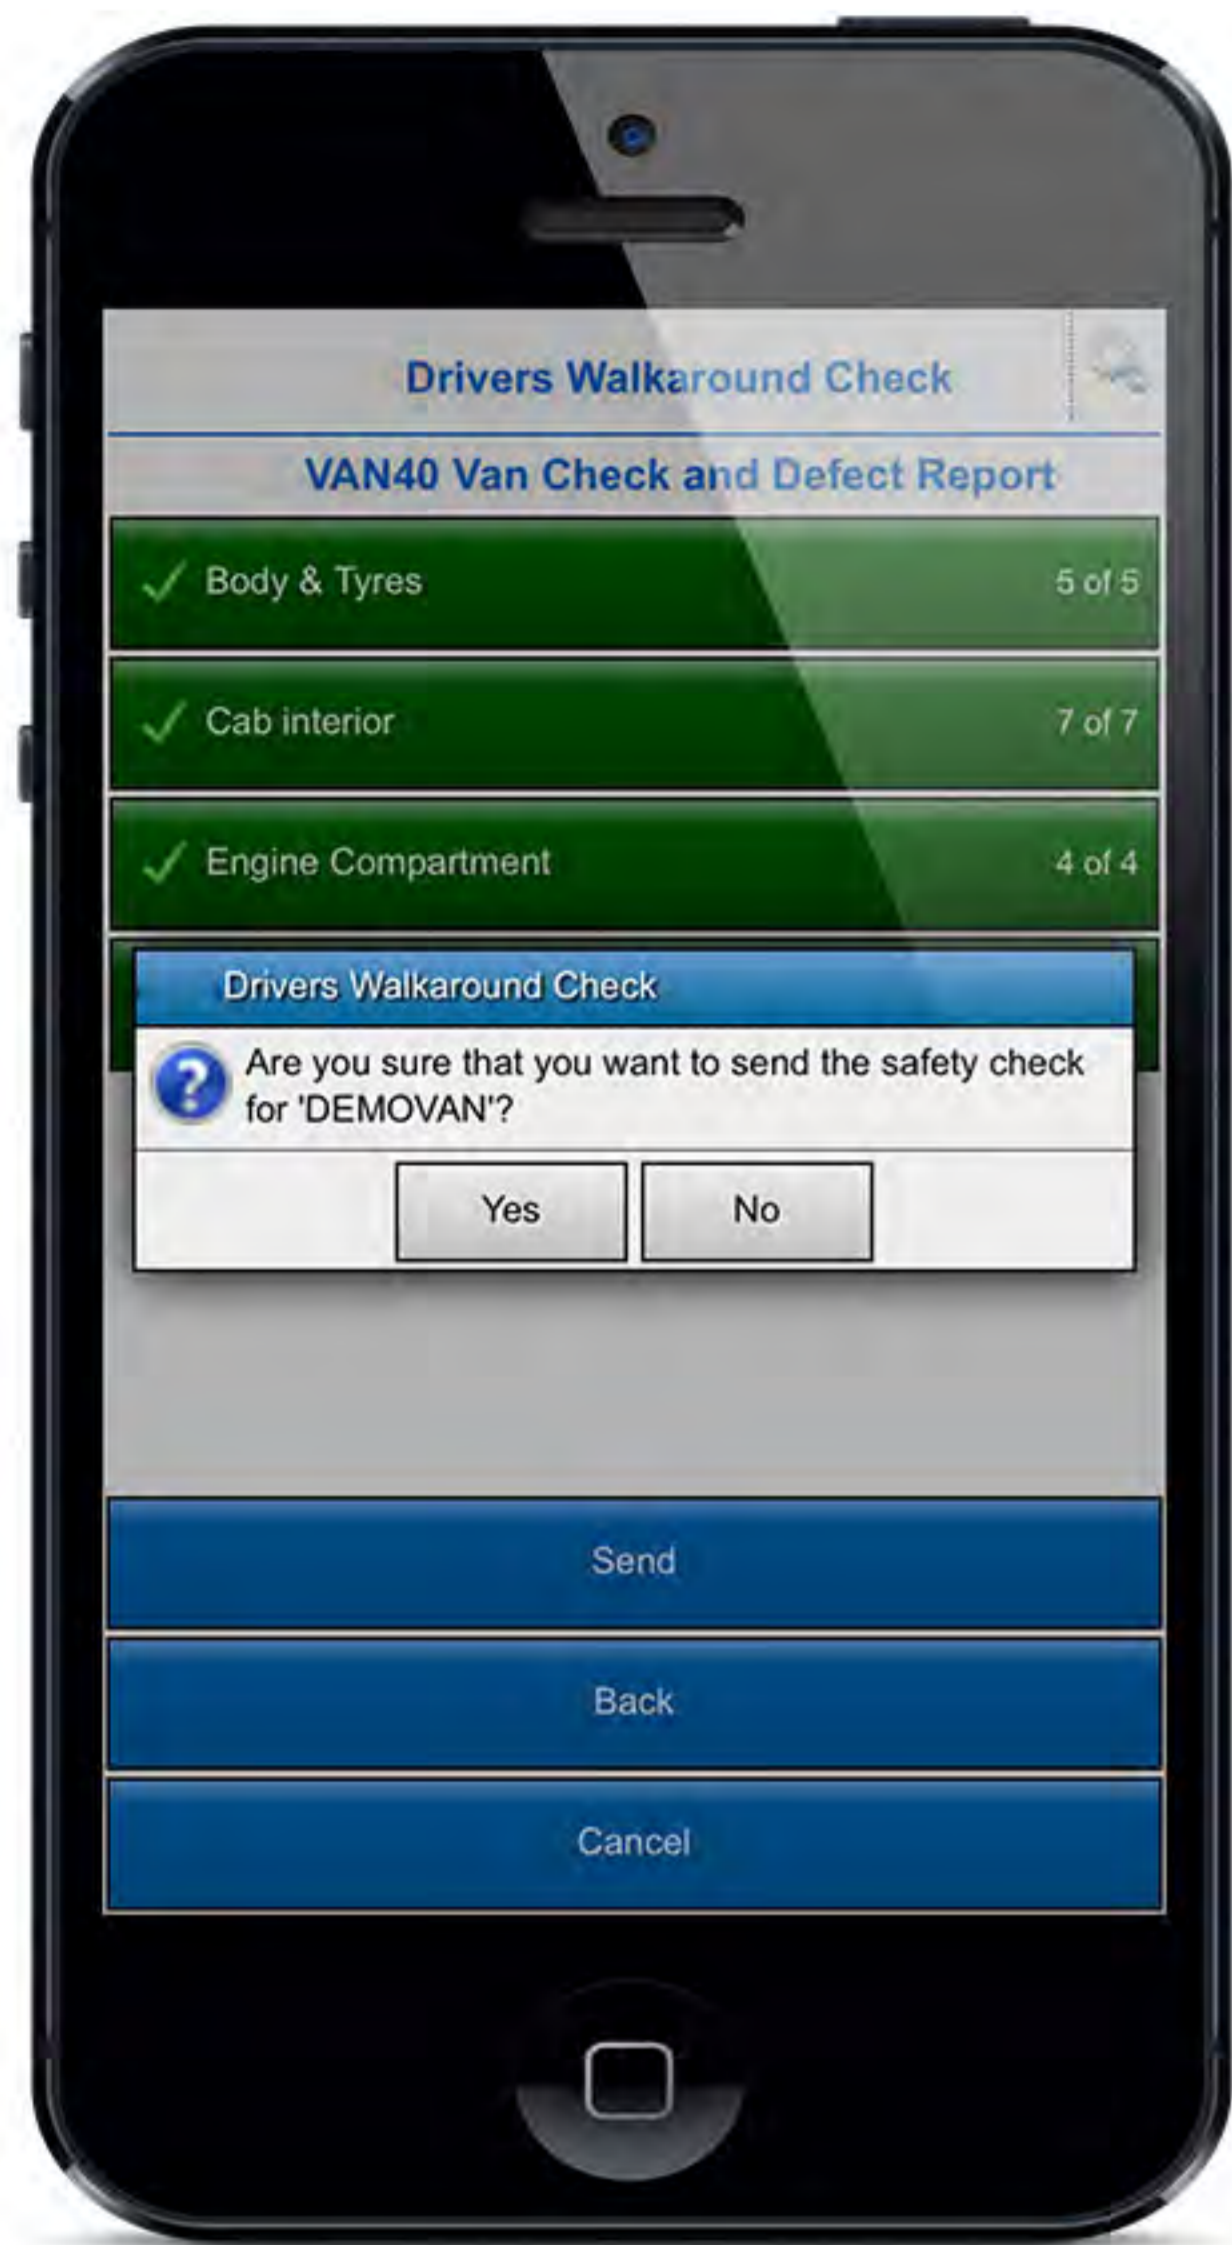 Drivers Walkaround Check
VAN40 Van Check and Defect Report
Body & Tyres 5 of 5
Cab interior 7 of 7
Engine Compartment 4 of 4
Drivers Walkaround Check
Are you sure that you want to send the safety check
for 'DEMOVAN'?
Yes No
Send
Back
Cancel